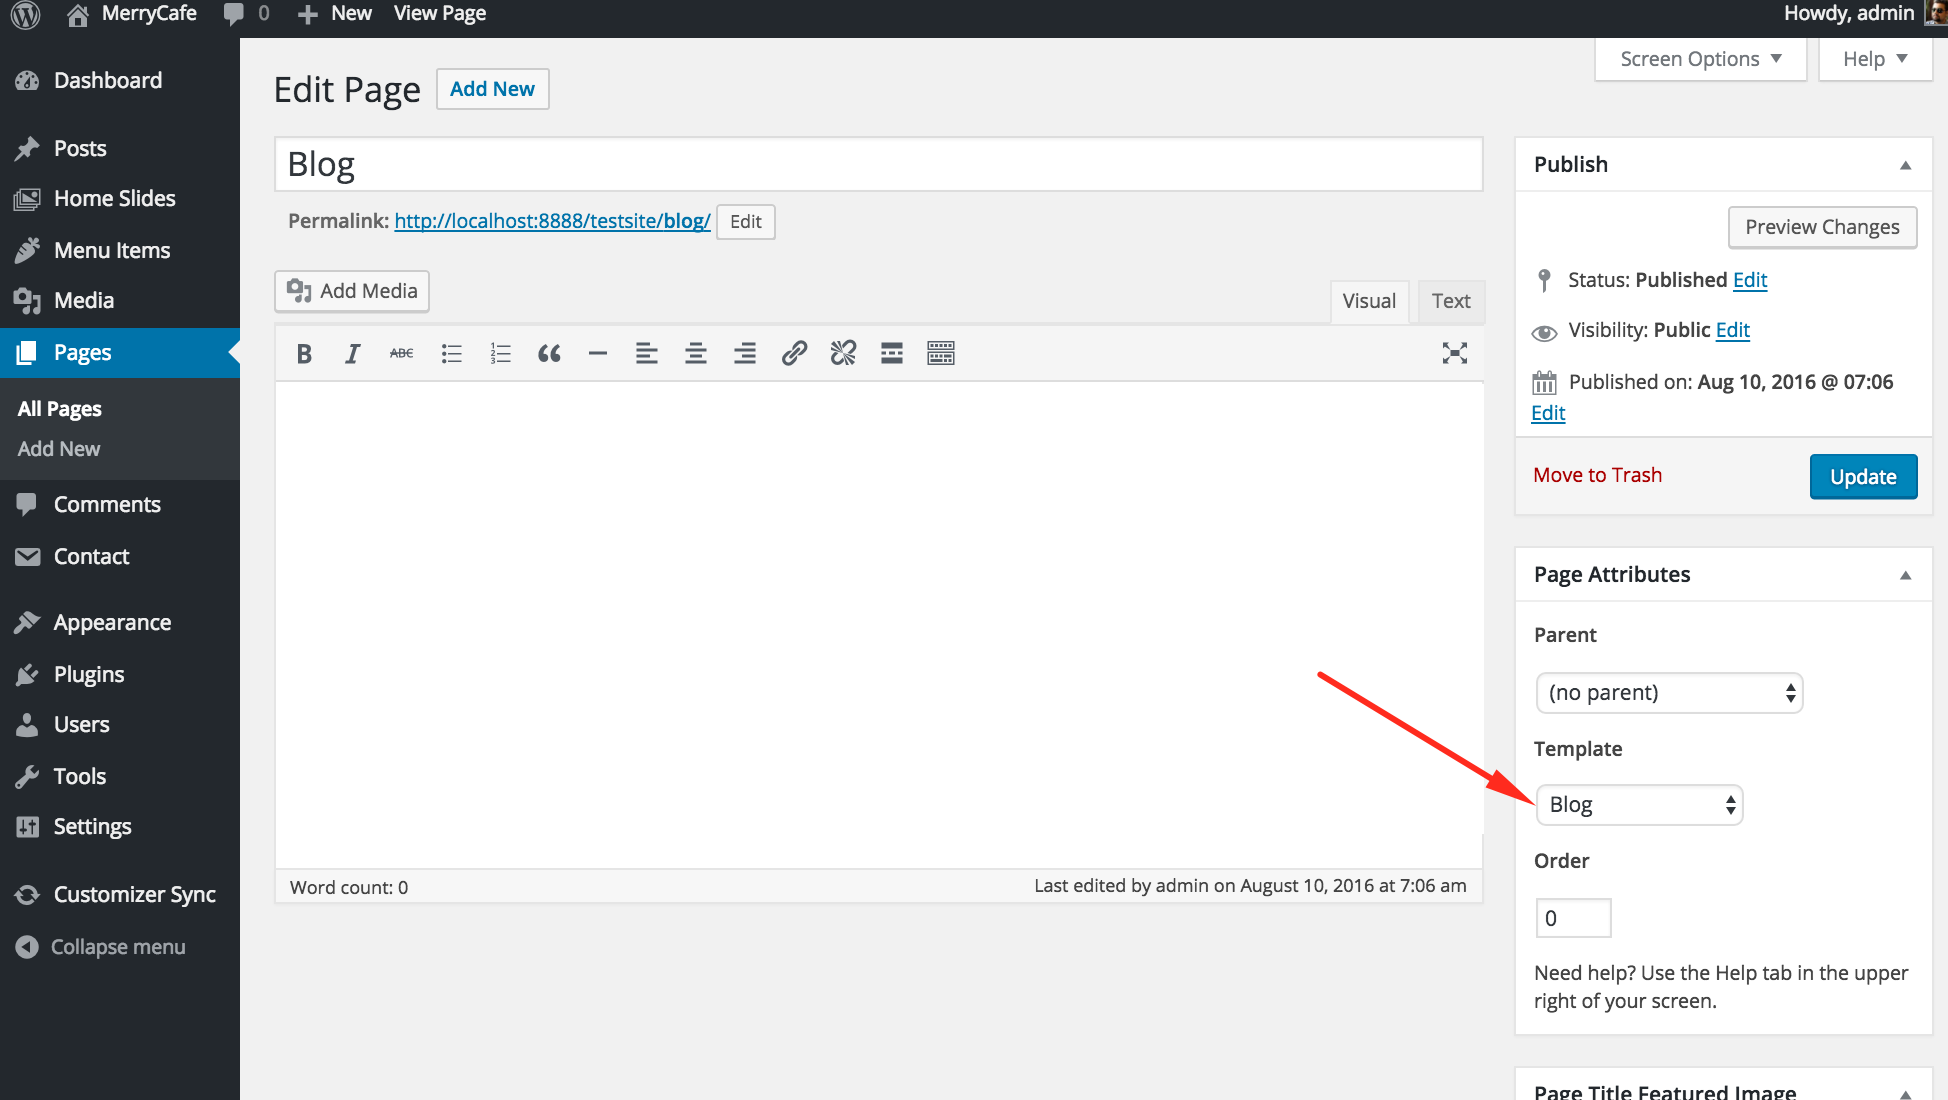 MerryCafe 0 New View Page Howdy, admin
Dashboard
Posts
Home Slides
Menu Items
Media
Pages
All Pages
Add New
Comments
Contact
Appearance
Plugins
Users
Tools
Settings
Customizer Sync
Collapse menu
Screen Options Help
Edit Page Add New
Blog
Permalink: http://localhost:8888/testsite/blog/ Edit
Add Media
Visual Text
B I ABC
Word count: 0 Last edited by admin on August 10, 2016 at 7:06 am
Publish
Preview Changes
Status: Published Edit
Visibility: Public Edit
Published on: Aug 10, 2016 @ 07:06
Edit
Move to Trash Update
Page Attributes
Parent
(no parent)
Template
Blog
Order
0
Need help? Use the Help tab in the upper
right of your screen.
Page Title Featured Image